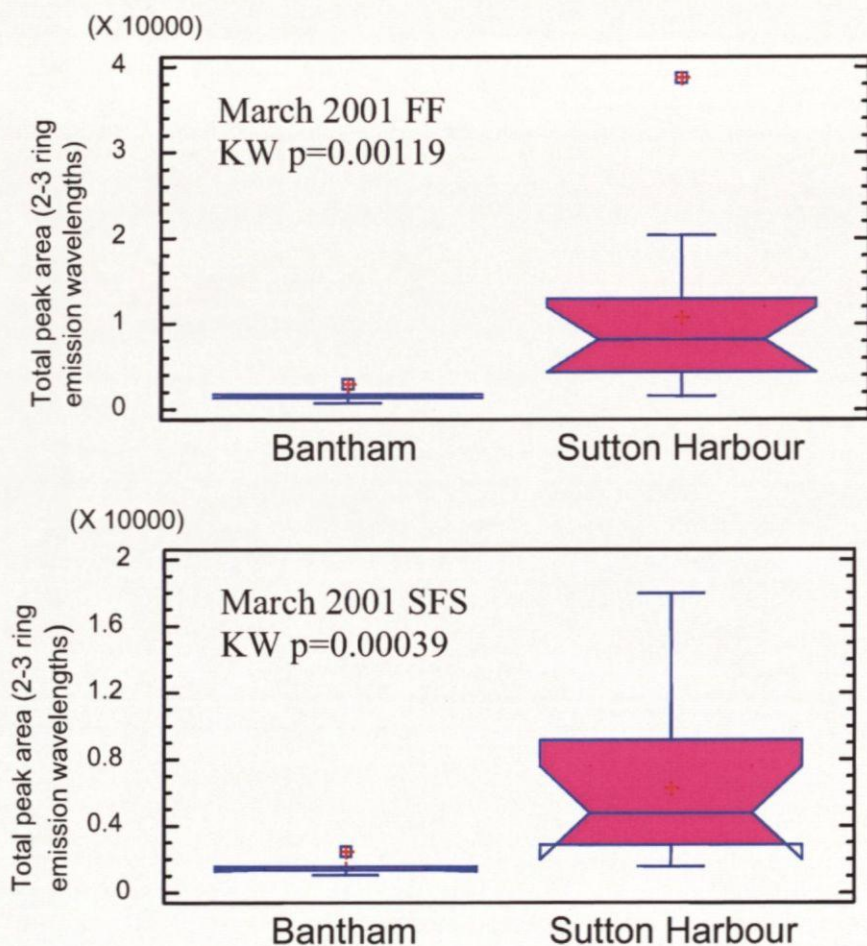 (X 10000)
Total peak area (2-3 ring
emission wavelengths)
4
3
2
1
0
March 2001 FF
KW p=0.00119
Bantham
Sutton Harbour
(X 10000)
Total peak area (2-3 ring
emission wavelengths)
2
1.6
1.2
0.8
0.4
0
March 2001 SFS
KW p=0.00039
Bantham
Sutton Harbour